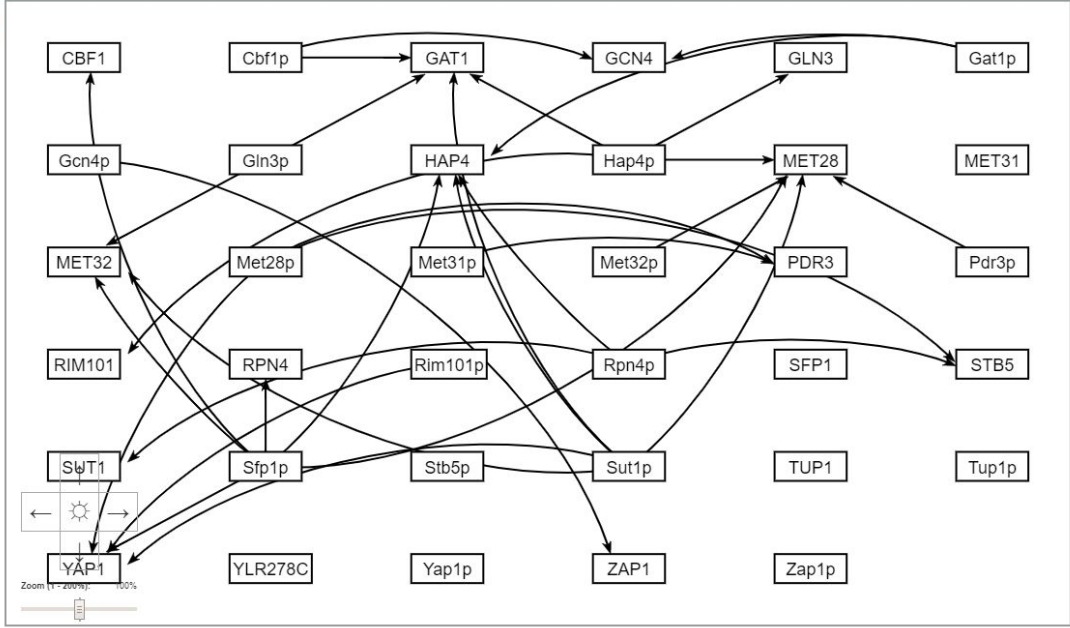 CBF1 Cbf1p GAT1 GCN4 GLN3 Gat1p
Gcn4p Gln3p HAP4 Hap4p MET28 MET31
MET32 Met28p Met31p Met32p PDR3 Pdr3p
RIM101 RPN4 Rim101p Rpn4p SFP1 STB5
SUT1 Sfp1p Stb5p Sut1p TUP1 Tup1p
YAP1 YLR278C Yap1p ZAP1 Zap1p
Zoom (1 - 200%): 100%